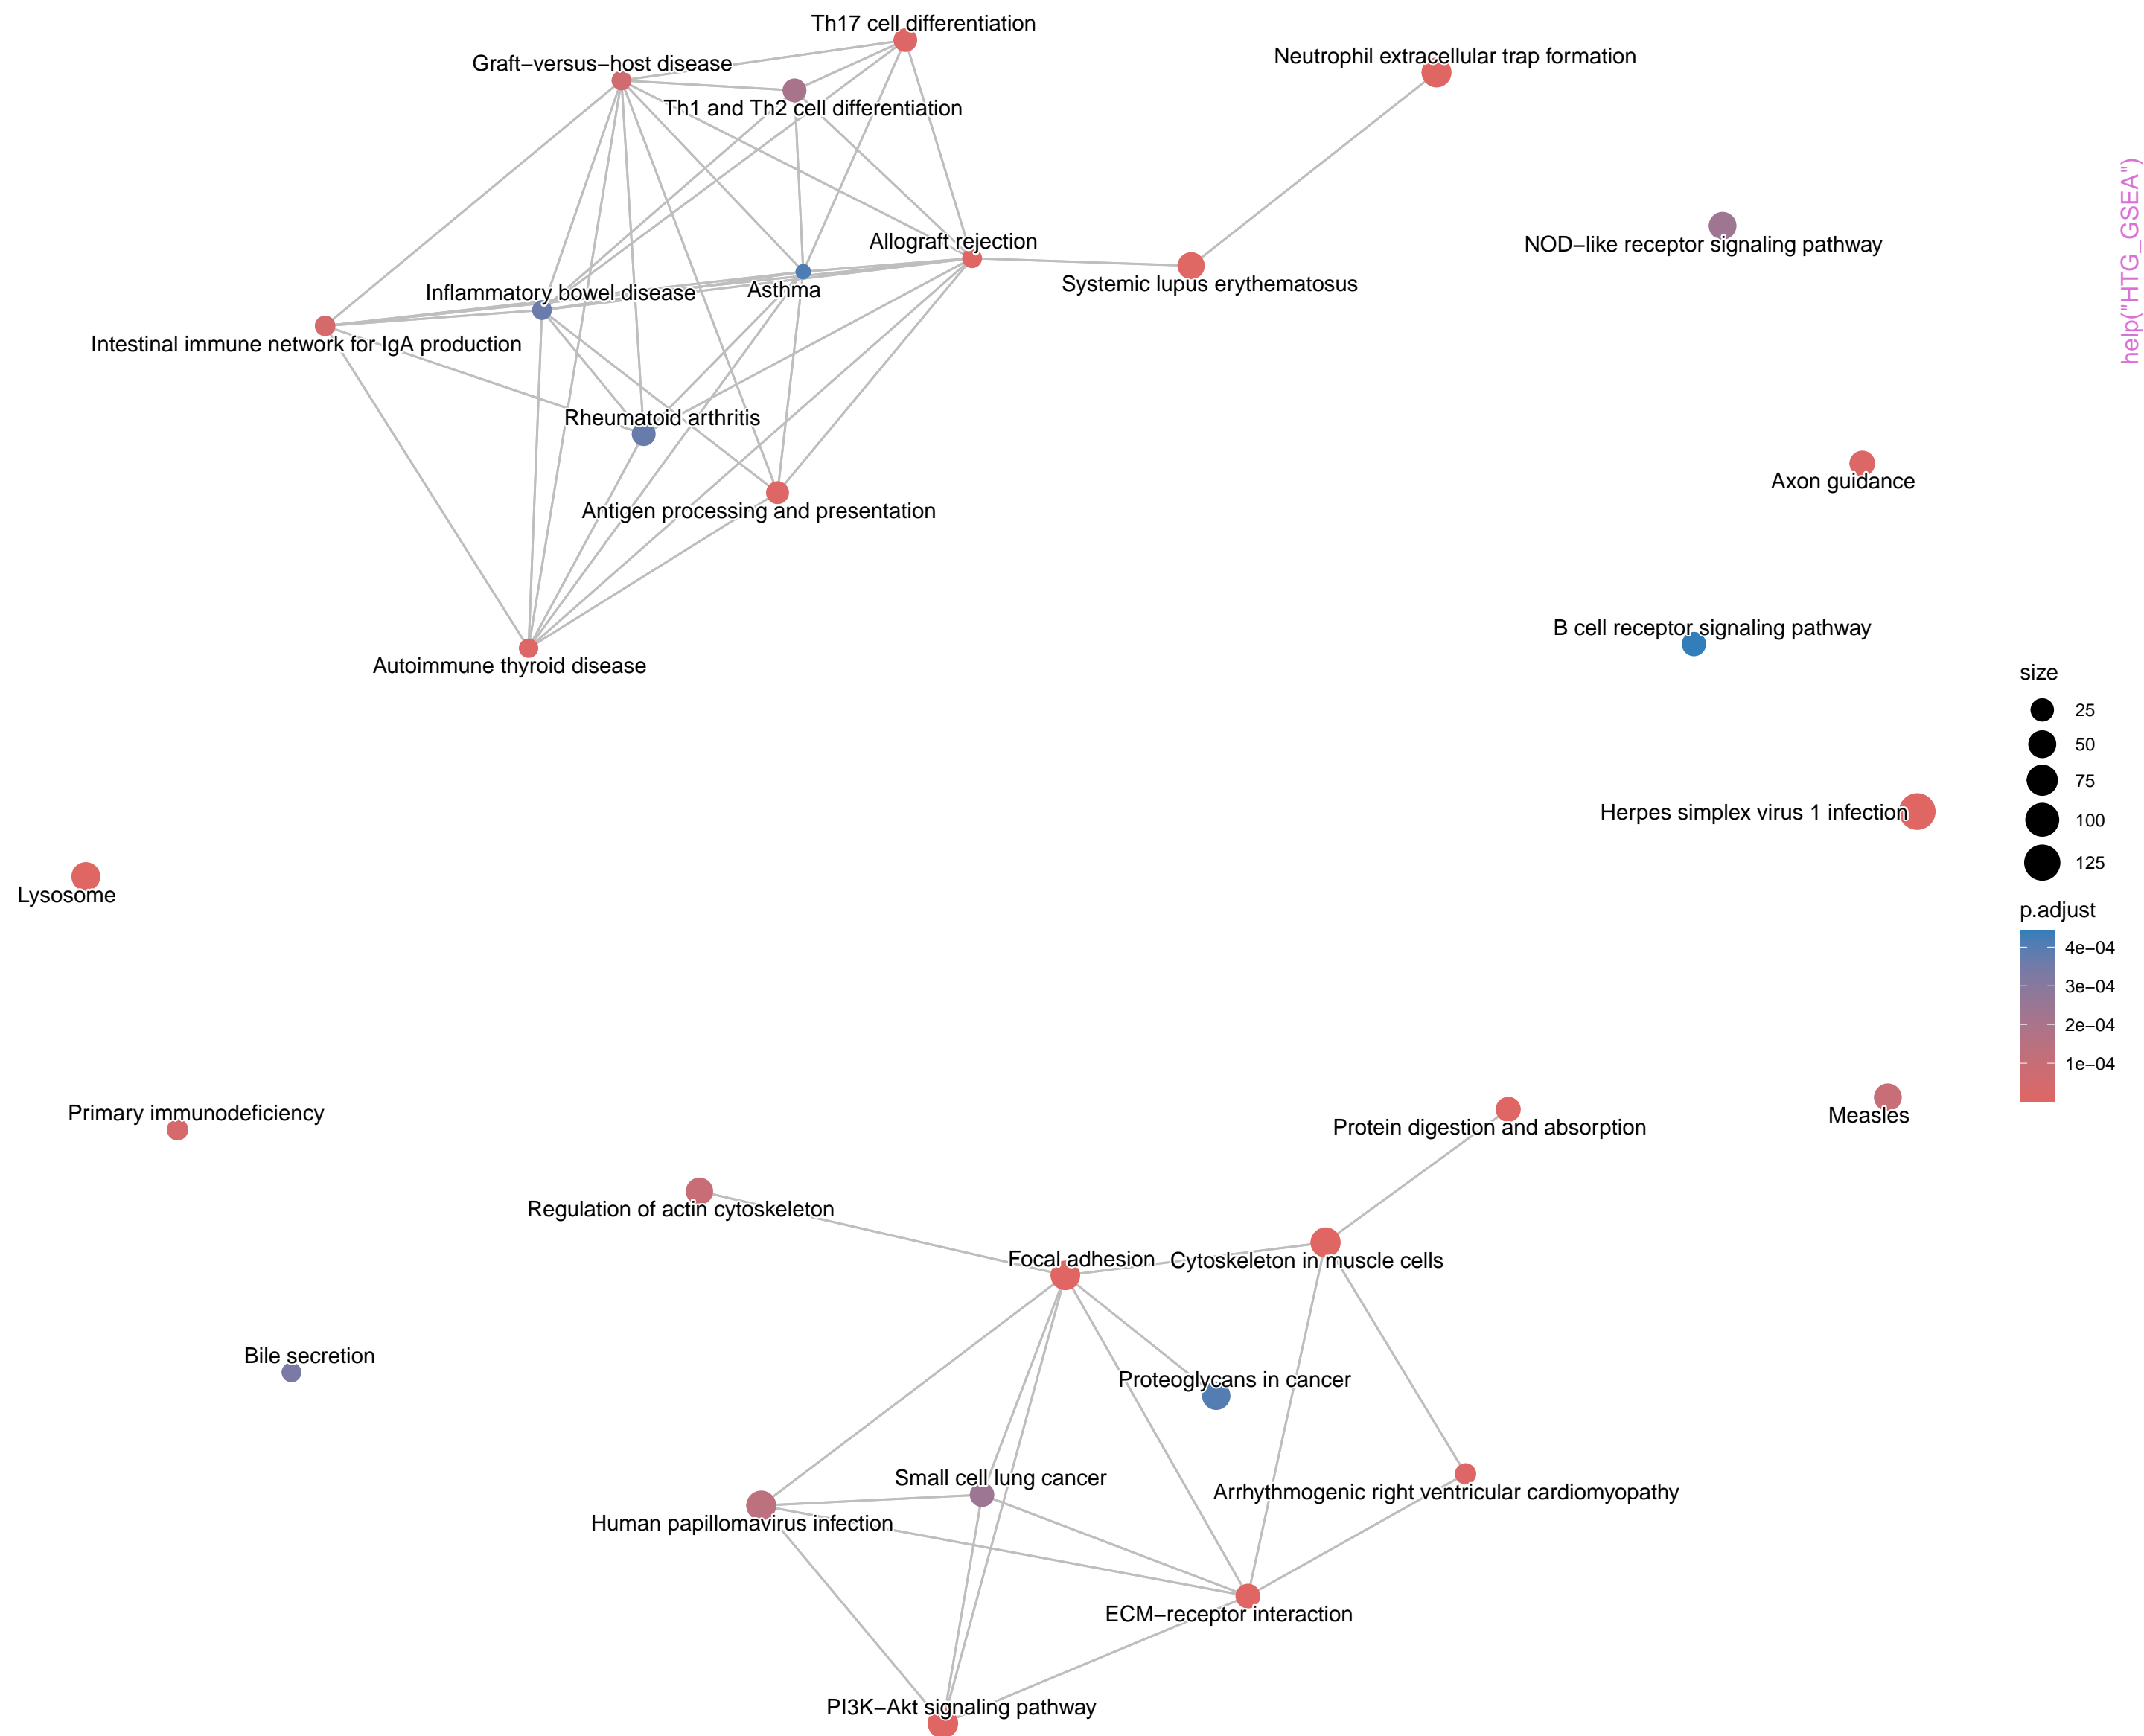 Th17 cell differentiation
Neutrophil extracellular trap formation
Graft−versus−host disease
Th1 and Th2 cell differentiation
help("HTG_GSEA")
Allograft rejection
NOD−like receptor signaling pathway
Systemic lupus erythematosus
Inflammatory bowel disease
Asthma
Intestinal immune network for IgA production
Rheumatoid arthritis
Axon guidance
Antigen processing and presentation
B cell receptor signaling pathway
Autoimmune thyroid disease
size
25
50
75
100
125
Herpes simplex virus 1 infection
Lysosome
p.adjust
4e−04
3e−04
2e−04
1e−04
Primary immunodeficiency
Measles
Protein digestion and absorption
Regulation of actin cytoskeleton
Focal adhesion
Cytoskeleton in muscle cells
Bile secretion
Proteoglycans in cancer
Small cell lung cancer
Arrhythmogenic right ventricular cardiomyopathy
Human papillomavirus infection
ECM−receptor interaction
PI3K−Akt signaling pathway